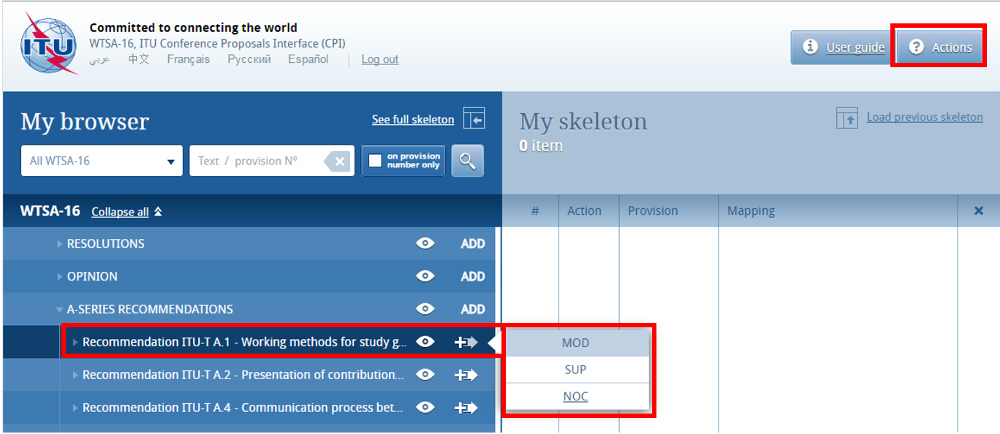 ITU
Committed to connecting the world
WTSA-16, ITU Conference Proposals Interface (CPI)
عربي 中文 Français Русский Español | Log out
User guide
Actions
My browser
See full skeleton
All WTSA-16
Text / provision N°
on provision
number only
My skeleton
0 item
Load previous skeleton
WTSA-16 Collapse all
# Action Provision Mapping ×
RESOLUTIONS ADD
OPINION ADD
A-SERIES RECOMMENDATIONS ADD
Recommendation ITU-T A.1 - Working methods for study g...
MOD
Recommendation ITU-T A.2 - Presentation of contribution...
SUP
NOC
Recommendation ITU-T A.4 - Communication process bet...